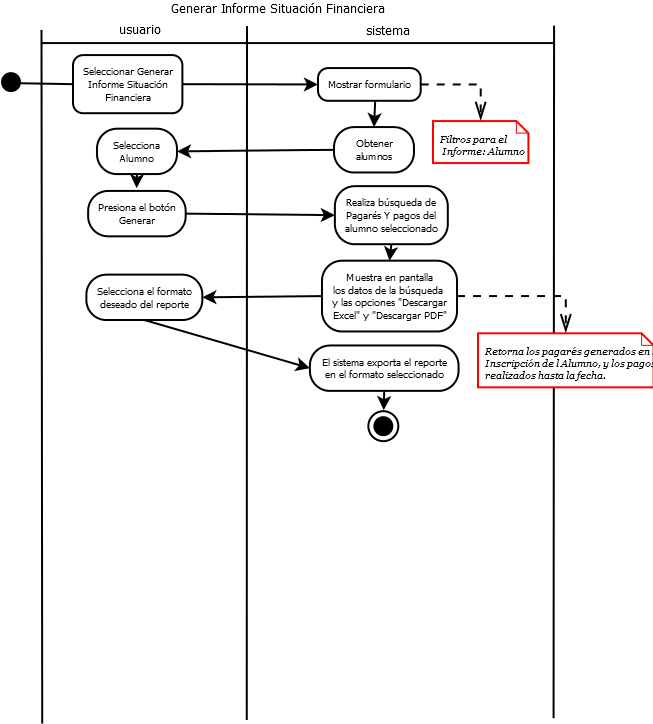 Generar Informe Situación Financiera
usuario
sistema
Seleccionar Generar
Informe Situación
Financiera
Mostrar formulario
Filtros para el
Informe: Alumno
Obtener
alumnos
Selecciona
Alumno
Presiona el botón
Generar
Realiza búsqueda de
Pagarés Y pagos del
alumno seleccionado
Muestra en pantalla
los datos de la búsqueda
y las opciones "Descargar
Excel" y "Descargar PDF"
Selecciona el formato
deseado del reporte
Retorna los pagarés generados en
Inscripción de l Alumno, y los pagos
realizados hasta la fecha.
El sistema exporta el reporte
en el formato seleccionado